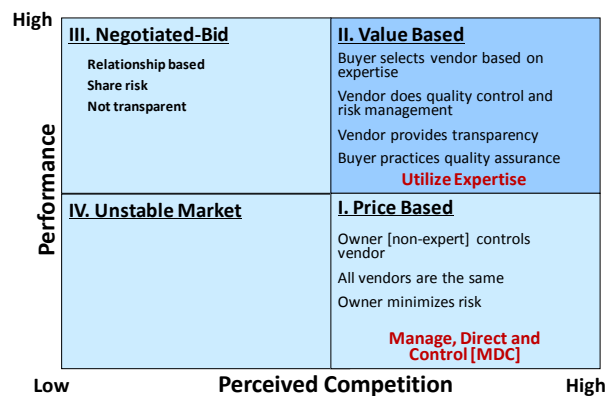 High
III. Negotiated-Bid
Relationship based
Share risk
Not transparent
II. Value Based
Buyer selects vendor based on
expertise
Vendor does quality control and
risk management
Vendor provides transparency
Buyer practices quality assurance
Utilize Expertise
Performance
IV. Unstable Market
I. Price Based
Owner [non-expert] controls
vendor
All vendors are the same
Owner minimizes risk
Manage, Direct and
Control [MDC]
Low
Perceived Competition
High